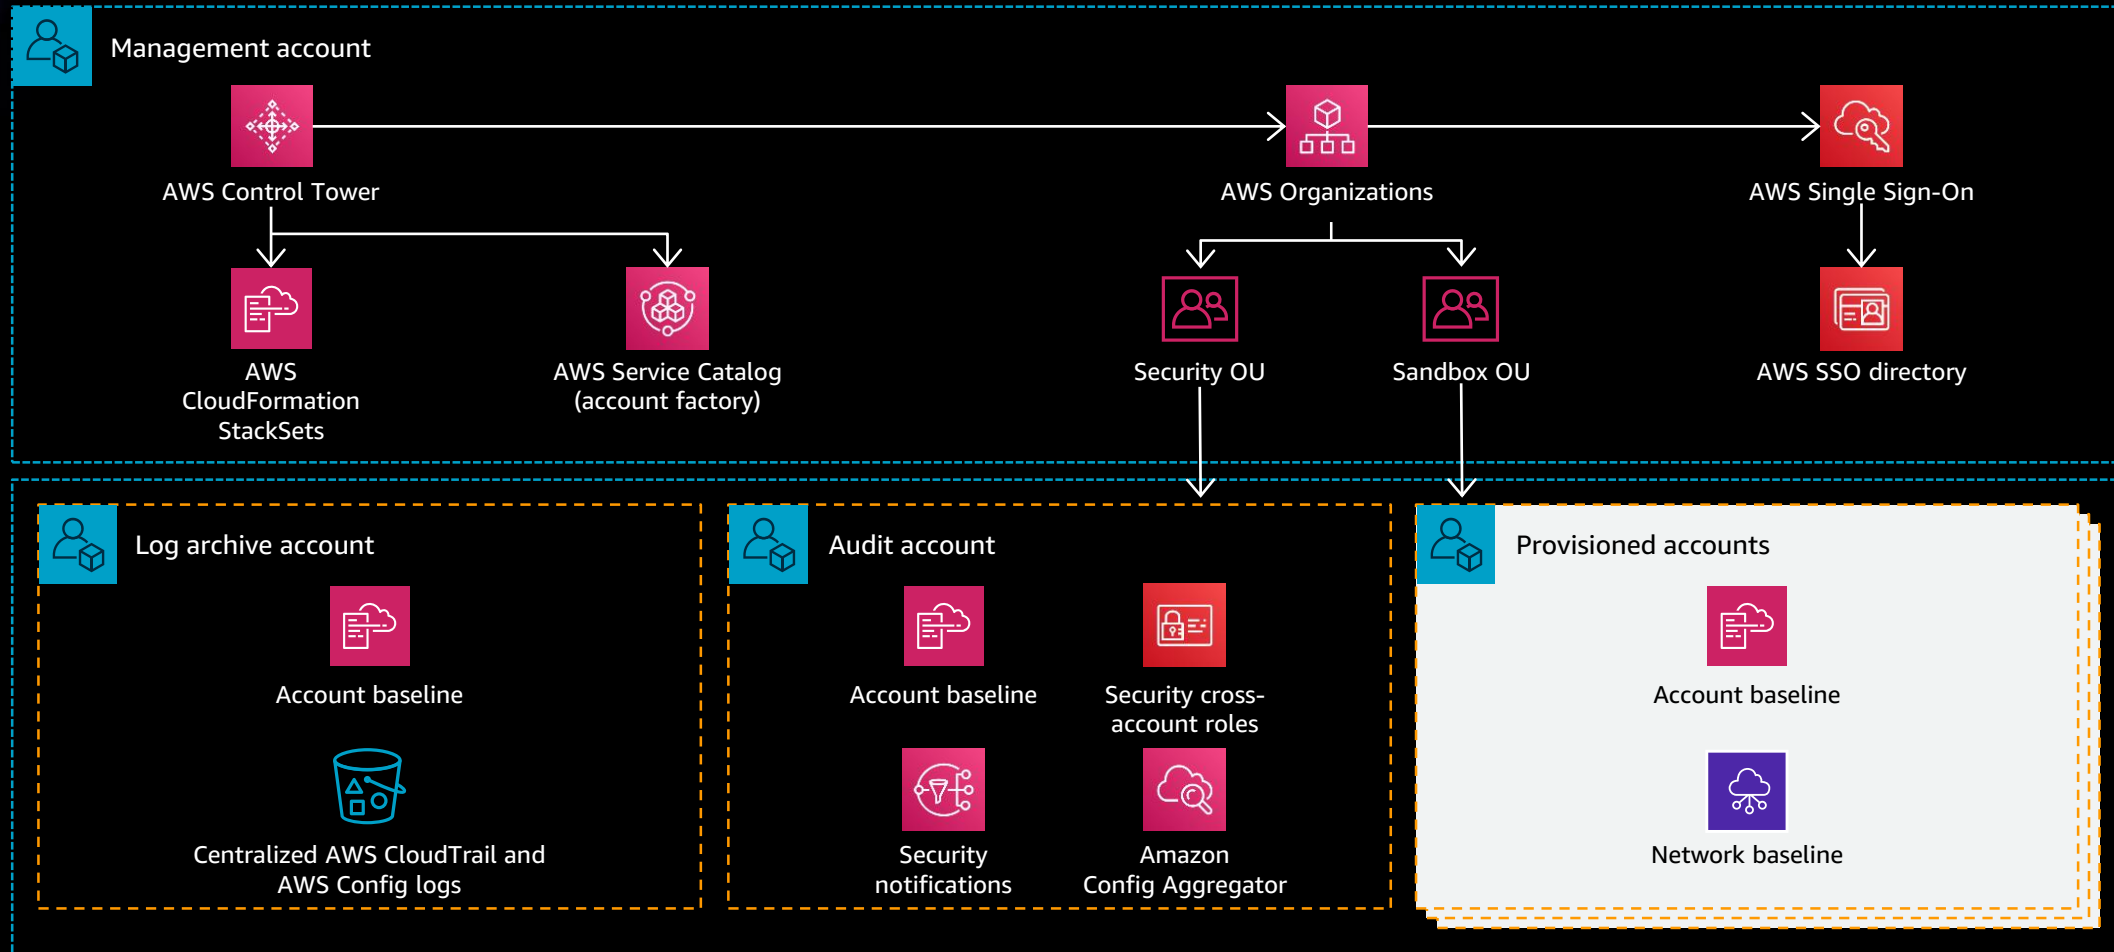 Management account
AWS Control Tower
AWS Organizations
AWS Single Sign-On
AWS
CloudFormation
StackSets
AWS Service Catalog
(account factory)
Security OU
Sandbox OU
AWS SSO directory
Log archive account
Account baseline
Centralized AWS CloudTrail and
AWS Config logs
Audit account
Account baseline
Security cross-
account roles
Security
notifications
Amazon
Config Aggregator
Provisioned accounts
Account baseline
Network baseline